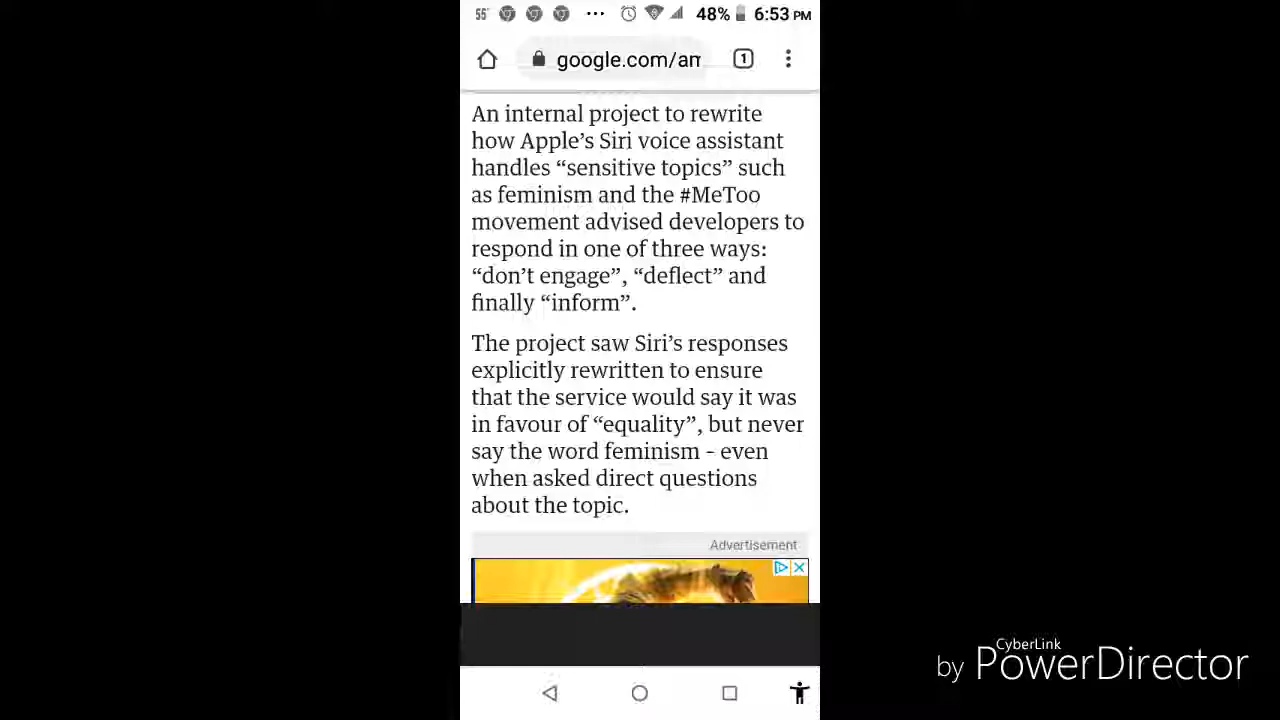 55° ... 48% 6:53 PM
google.com/am 1
An internal project to rewrite
how Apple’s Siri voice assistant
handles “sensitive topics” such
as feminism and the #MeToo
movement advised developers to
respond in one of three ways:
“don’t engage”, “deflect” and
finally “inform”.
The project saw Siri’s responses
explicitly rewritten to ensure
that the service would say it was
in favour of “equality”, but never
say the word feminism – even
when asked direct questions
about the topic.
Advertisement
CyberLink
by PowerDirector